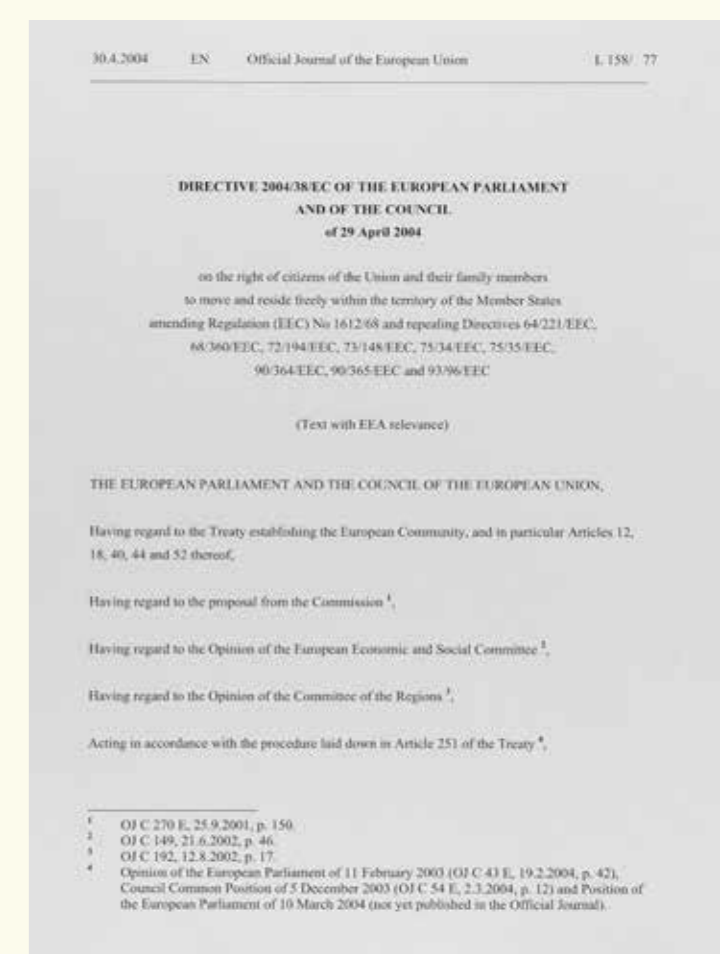 30.4.2004 EN Official Journal of the European Union L 158/ 77
DIRECTIVE 2004/38/EC OF THE EUROPEAN PARLIAMENT
AND OF THE COUNCIL
of 29 April 2004
on the right of citizens of the Union and their family members
to move and reside freely within the territory of the Member States
amending Regulation (EEC) No 1612/68 and repealing Directives 64/221/EEC,
68/360/EEC, 72/194/EEC, 73/148/EEC, 75/34/EEC, 75/35/EEC,
90/364/EEC, 90/365/EEC and 93/96/EEC
(Text with EEA relevance)
THE EUROPEAN PARLIAMENT AND THE COUNCIL OF THE EUROPEAN UNION,
Having regard to the Treaty establishing the European Community, and in particular Articles 12,
18, 40, 44 and 52 thereof,
Having regard to the proposal from the Commission 1,
Having regard to the Opinion of the European Economic and Social Committee 2,
Having regard to the Opinion of the Committee of the Regions 3,
Acting in accordance with the procedure laid down in Article 251 of the Treaty 4,
1 OJ C 270 E, 25.9.2001, p. 150.
2 OJ C 149, 21.6.2002, p. 46.
3 OJ C 192, 12.8.2002, p. 17.
4 Opinion of the European Parliament of 11 February 2003 (OJ C 43 E, 19.2.2004, p. 42),
Council Common Position of 5 December 2003 (OJ C 54 E, 2.3.2004, p. 12) and Position of
the European Parliament of 10 March 2004 (not yet published in the Official Journal).